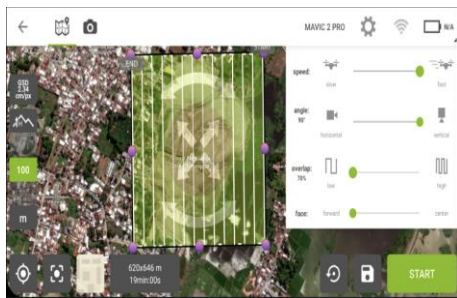 MAVIC 2 PRO
N/A
END
GSD
2.34
cm/px
100
m
speed:
slow
fast
angle:
90°
horizontal
vertical
overlap:
70%
low
high
face:
forward
center
620x646 m
19min:00s
START